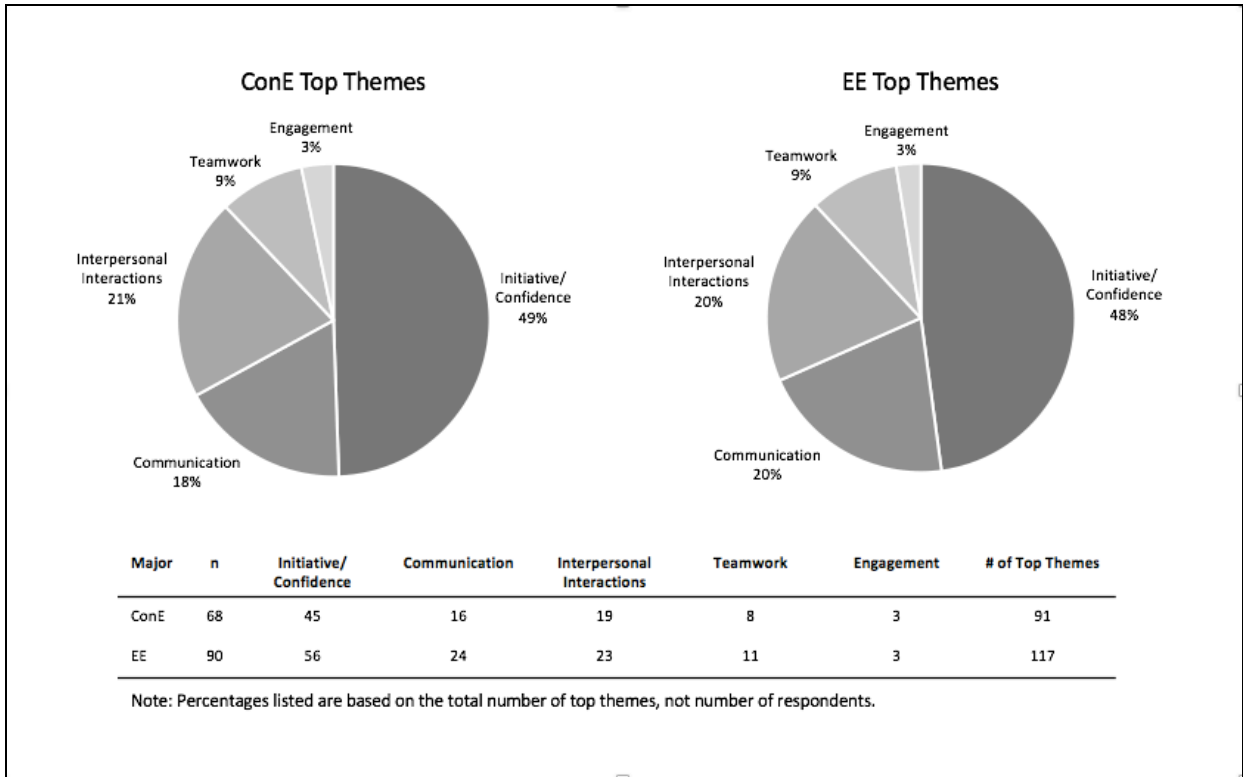 ConE Top Themes
Engagement
3%
Teamwork
9%
Interpersonal
Interactions
21%
Initiative/
Confidence
49%
Communication
18%
EE Top Themes
Engagement
3%
Teamwork
9%
Interpersonal
Interactions
20%
Initiative/
Confidence
48%
Communication
20%
Major n Initiative/ Confidence Communication Interpersonal Interactions Teamwork Engagement # of Top Themes
ConE 68 45 16 19 8 3 91
EE 90 56 24 23 11 3 117
Note: Percentages listed are based on the total number of top themes, not number of respondents.